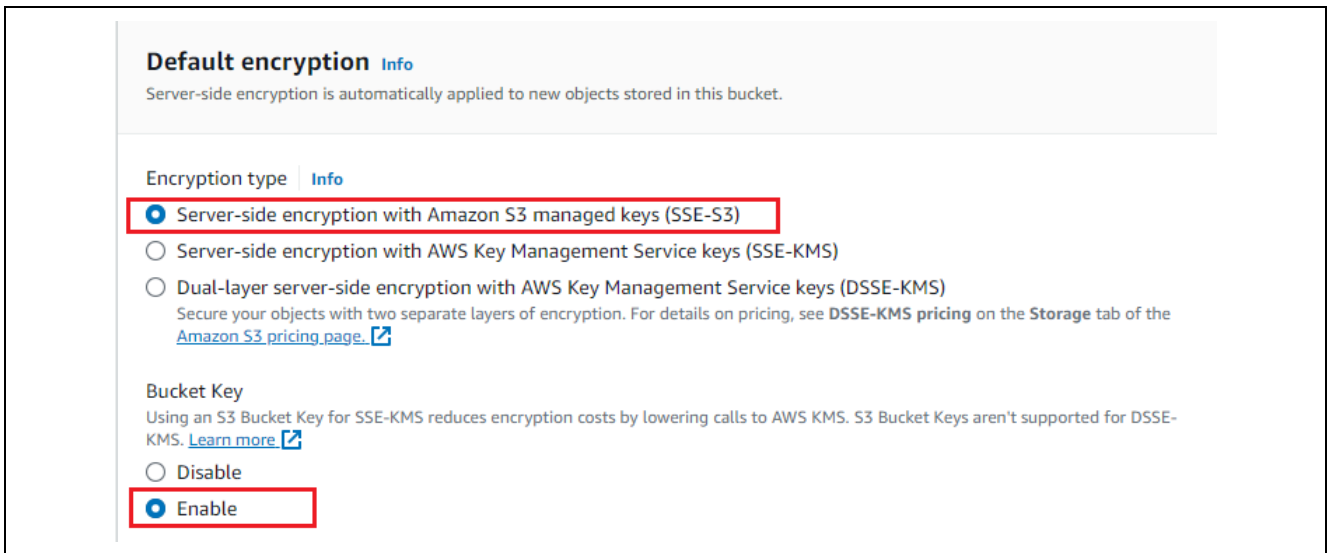 Default encryption Info
Server-side encryption is automatically applied to new objects stored in this bucket.
Encryption type Info
Server-side encryption with Amazon S3 managed keys (SSE-S3)
Server-side encryption with AWS Key Management Service keys (SSE-KMS)
Dual-layer server-side encryption with AWS Key Management Service keys (DSSE-KMS)
Secure your objects with two separate layers of encryption. For details on pricing, see DSSE-KMS pricing on the Storage tab of the
Amazon S3 pricing page.
Bucket Key
Using an S3 Bucket Key for SSE-KMS reduces encryption costs by lowering calls to AWS KMS. S3 Bucket Keys aren't supported for DSSE-
KMS. Learn more
Disable
Enable